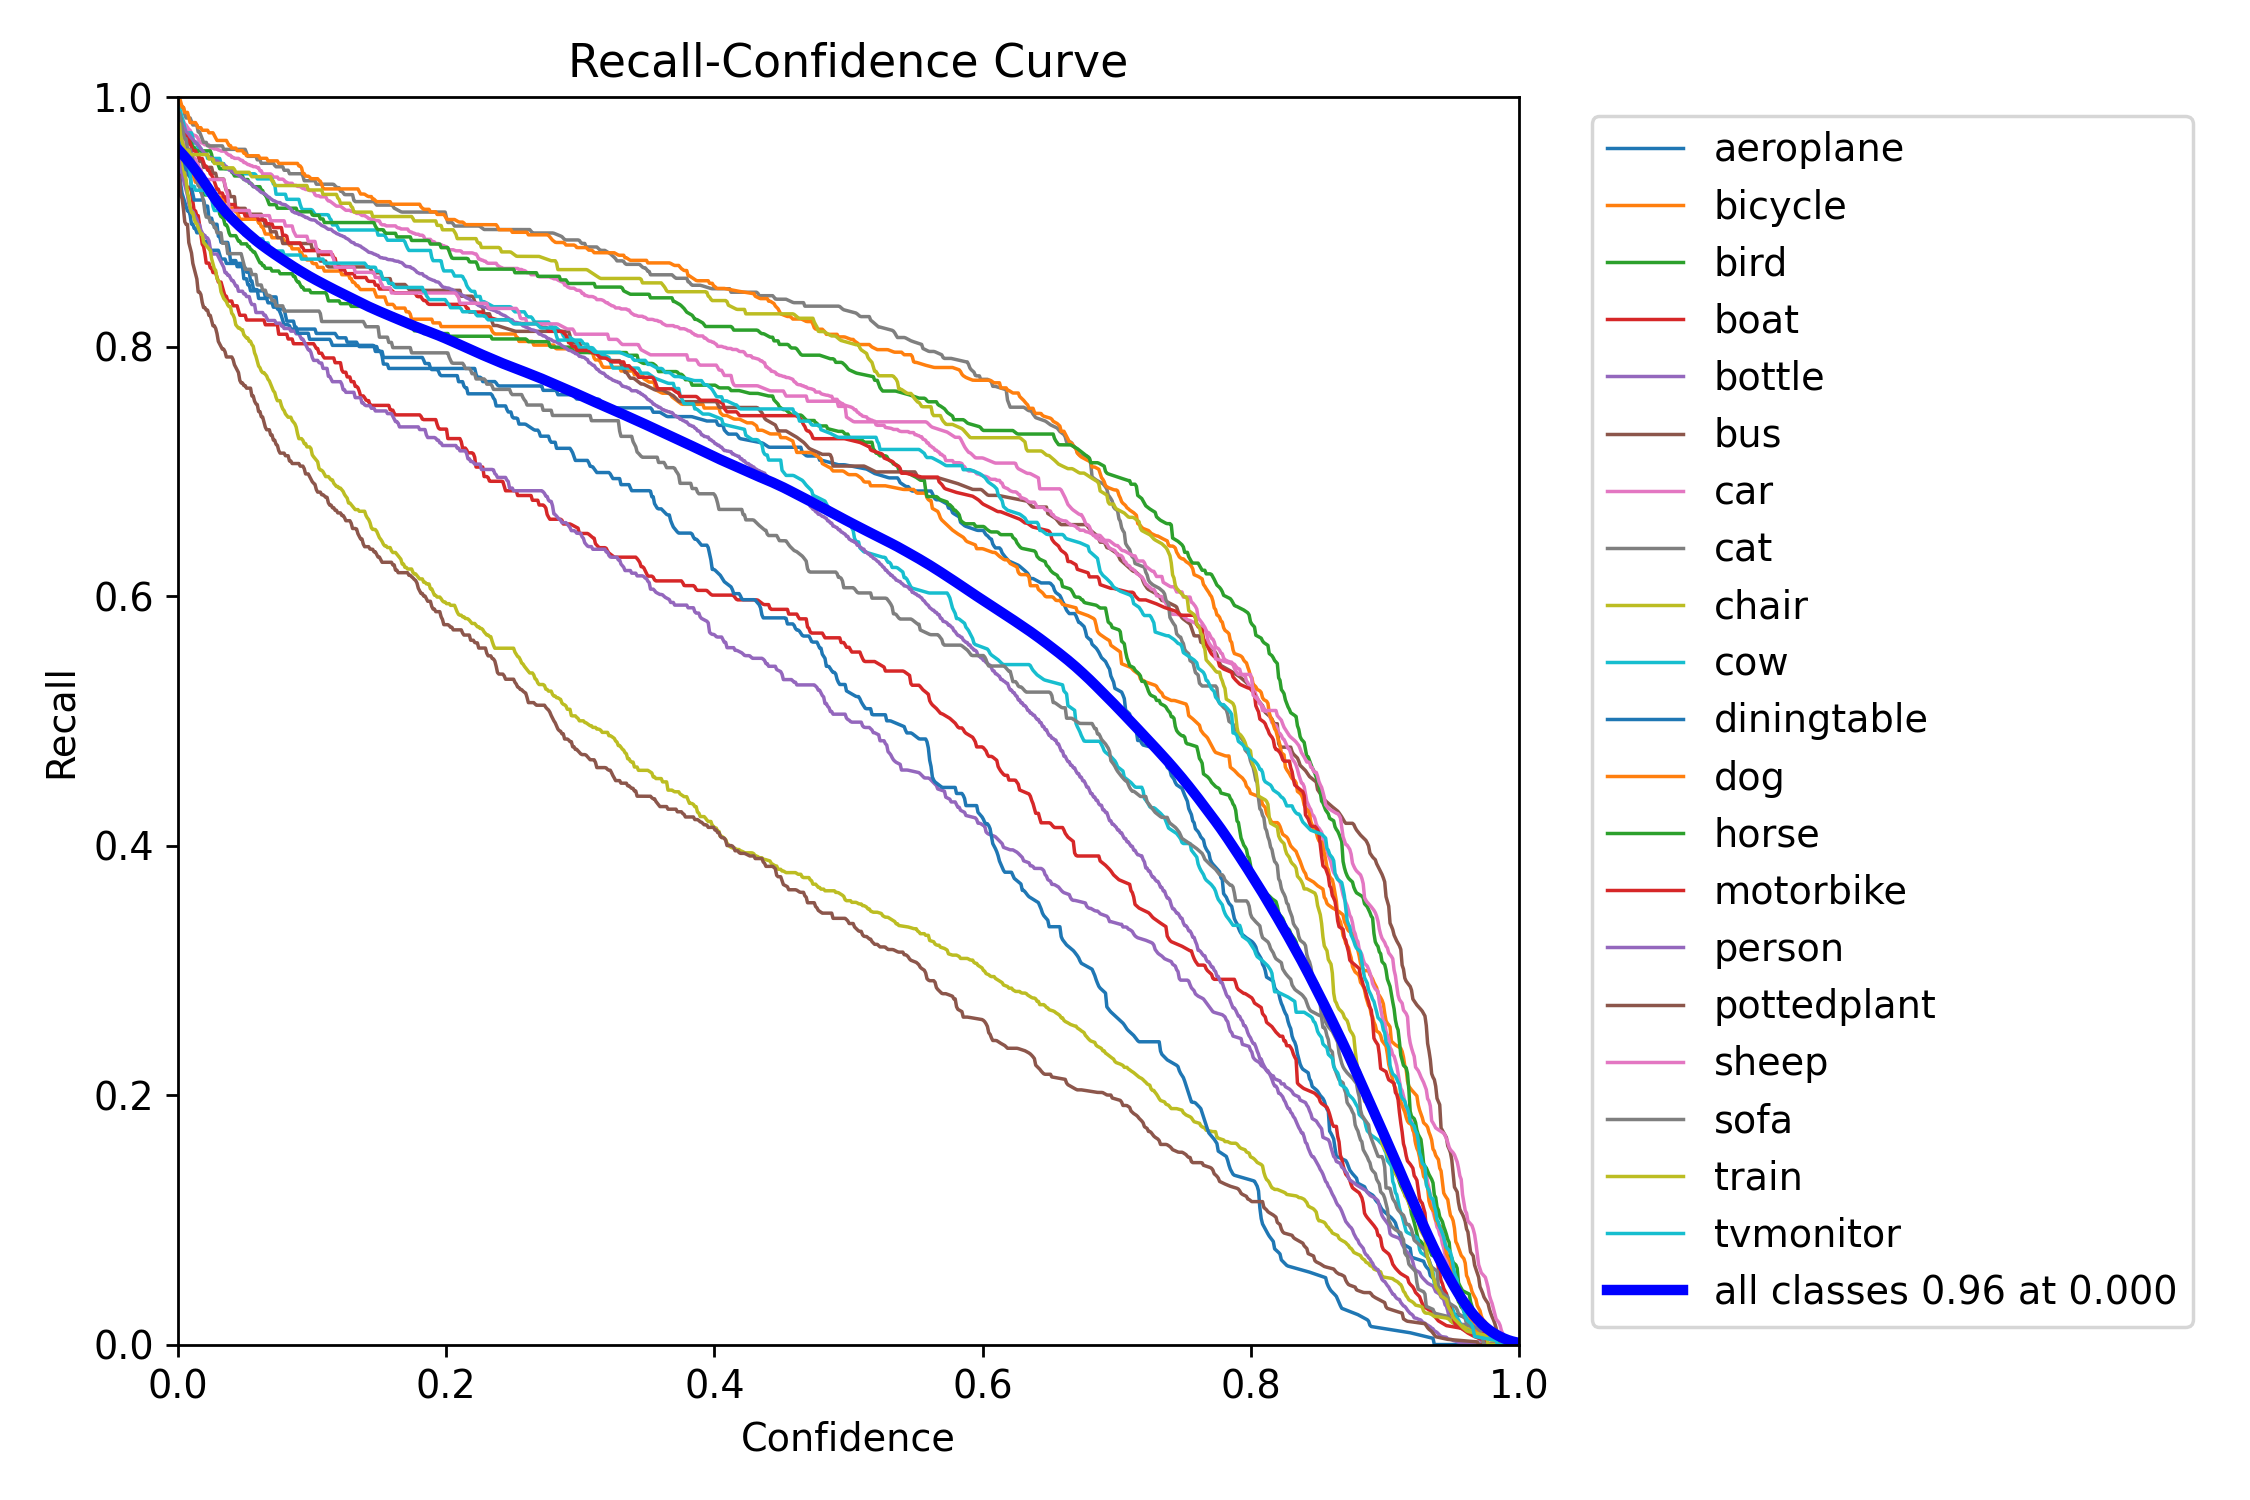 Recall-Confidence Curve
1.0
0.8
0.6
0.4
0.2
0.0
Recall
0.0 0.2 0.4 0.6 0.8 1.0
Confidence
aeroplane
bicycle
bird
boat
bottle
bus
car
cat
chair
cow
diningtable
dog
horse
motorbike
person
pottedplant
sheep
sofa
train
tvmonitor
all classes 0.96 at 0.000